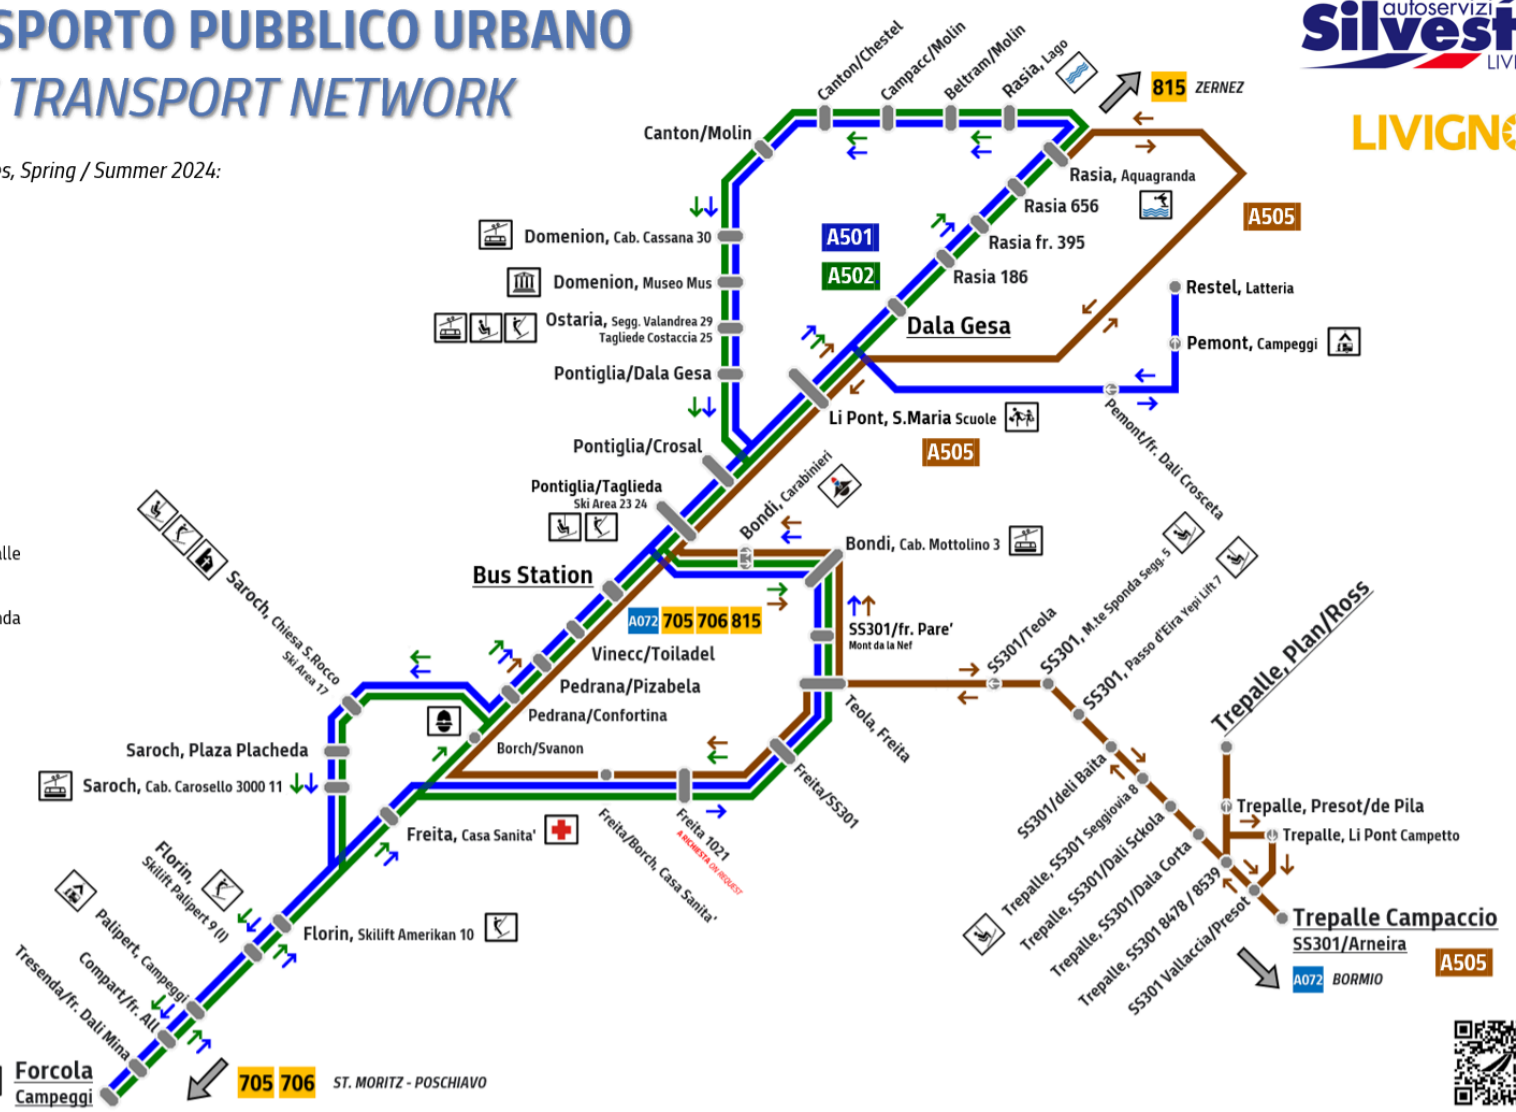 SPORTO PUBBLICO URBANO
TRANSPORT NETWORK
es, Spring / Summer 2024:
autoservizi
Silvest
LIVI
LIVIGNO
815 ZERNEZ
Canton/Chestel
Campacc/Molin
Beltram/Molin
Rasia, Lago
Canton/Molin
Rasia, Aquagranda
Rasia 656
Rasia fr. 395
Rasia 186
A505
A501
A502
Domenion, Cab. Cassana 30
Domenion, Museo Mus
Ostaria, Segg. Valandrea 29
Tagliede Costaccia 25
Pontiglia/Dala Gesa
Dala Gesa
Restel, Latteria
Pemont, Campeggi
Pemont/fr. Dali Crosceta
Li Pont, S.Maria Scuole
A505
Pontiglia/Crosal
Pontiglia/Taglieda
Ski Area 23 24
Bondi, Carabinieri
Bondi, Cab. Mottolino 3
Bus Station
A072 705 706 815
SS301/fr. Pare'
Mont da la Nef
Vinecc/Toiladel
Pedrana/Pizabela
Pedrana/Confortina
Borch/Svanon
alle
nda
Saroch, Chiesa S.Rocco
Ski Area 17
Saroch, Plaza Placheda
Saroch, Cab. Carosello 3000 11
Teola, Freita
Freita/SS301
Freita 1021
A RICHIESTA ON REQUEST
Freita/Borch, Casa Sanita'
Freita, Casa Sanita'
SS301/Teola
SS301, M.te Sponda Segg. 5
SS301, Passo d'Eira Yepi Lift 7
SS301/deli Baita
Trepalle, SS301 Seggiovia 8
Trepalle, SS301/Dali Sckola
Trepalle, SS301/Dala Corta
Trepalle, SS301 8478 / 8539
SS301 Vallaccia/Presot
Trepalle, Plan/Ross
Trepalle, Presot/de Pila
Trepalle, Li Pont Campetto
Trepalle Campaccio
SS301/Arneira
A505
A072 BORMIO
Florin,
Skilift Palipert 9 (I)
Florin, Skilift Amerikan 10
Palipert, Campeggi
Compart/fr. All
Tresenda/fr. Dali Mina
Forcola
Campeggi
705 706 ST. MORITZ - POSCHIAVO